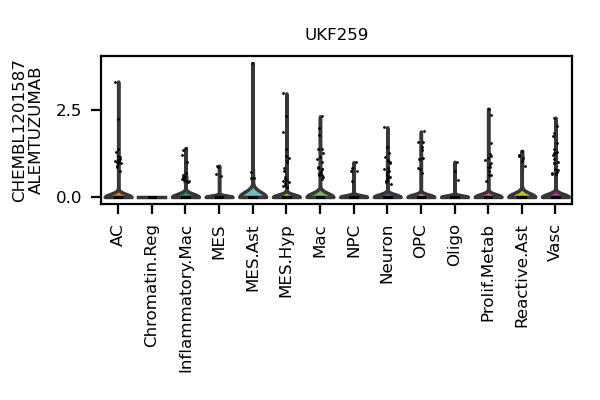 UKF259
CHEMBL1201587
ALEMTUZUMAB
2.5
0.0
AC
Chromatin.Reg
Inflammatory.Mac
MES
MES.Ast
MES.Hyp
Mac
NPC
Neuron
OPC
Oligo
Prolif.Metab
Reactive.Ast
Vasc